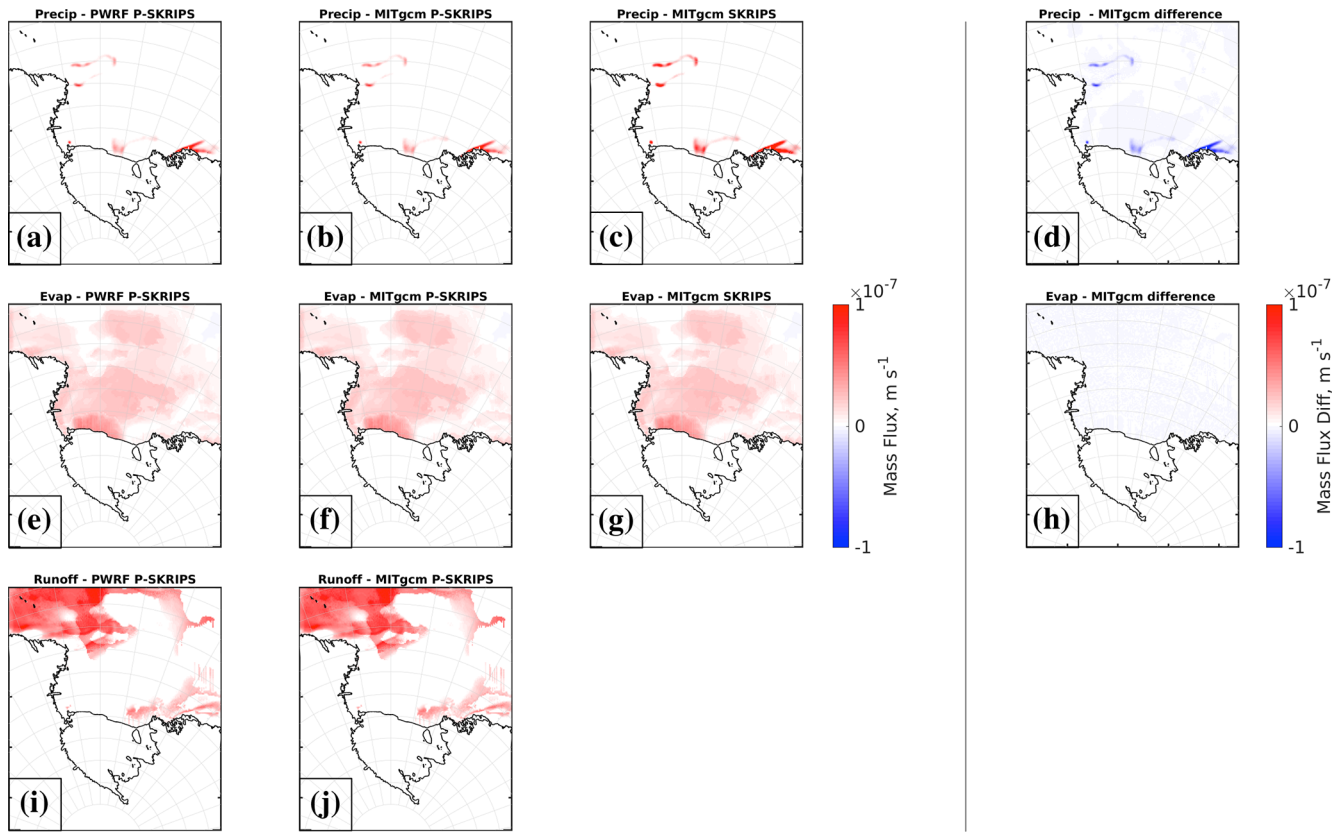 Precip - PWRF P-SKRIPS
Precip - MITgcm P-SKRIPS
Precip - MITgcm SKRIPS
Precip - MITgcm difference
(a)
(b)
(c)
(d)
Evap - PWRF P-SKRIPS
Evap - MITgcm P-SKRIPS
Evap - MITgcm SKRIPS
Evap - MITgcm difference
(e)
(f)
(g)
(h)
×10⁻⁷
1
0
-1
Mass Flux, m s⁻¹
×10⁻⁷
1
0
-1
Mass Flux Diff, m s⁻¹
Runoff - PWRF P-SKRIPS
Runoff - MITgcm P-SKRIPS
(i)
(j)